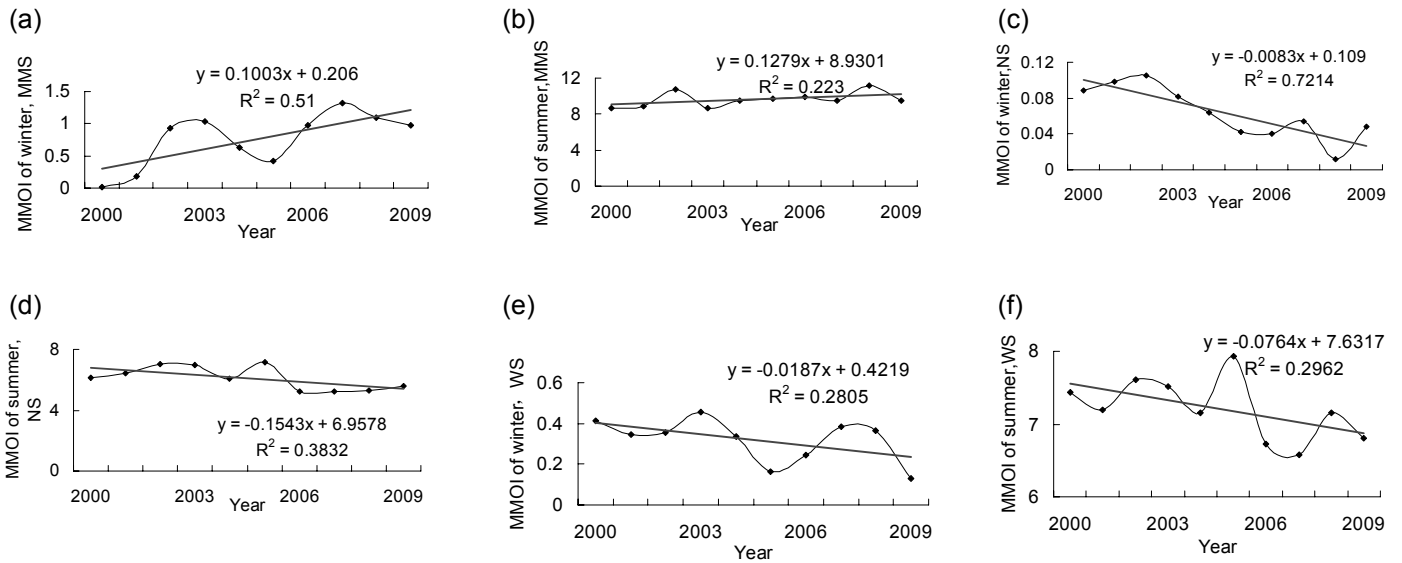 (a)
MMOI of winter, MMS
y = 0.1003x + 0.206
R² = 0.51
1.5
1
0.5
0
2000 2003 2006 2009
Year
(b)
MMOI of summer,MMS
y = 0.1279x + 8.9301
R² = 0.223
12
8
4
0
2000 2003 2006 2009
Year
(c)
MMOI of winter,NS
y = -0.0083x + 0.109
R² = 0.7214
0.12
0.08
0.04
0
2000 2003 2006 2009
Year
(d)
MMOI of summer,
NS
8
4
0
y = -0.1543x + 6.9578
R² = 0.3832
2000 2003 2006 2009
Year
(e)
MMOI of winter, WS
y = -0.0187x + 0.4219
R² = 0.2805
0.6
0.4
0.2
0
2000 2003 2006 2009
Year
(f)
MMOI of summer,WS
y = -0.0764x + 7.6317
R² = 0.2962
8
7
6
2000 2003 2006 2009
Year